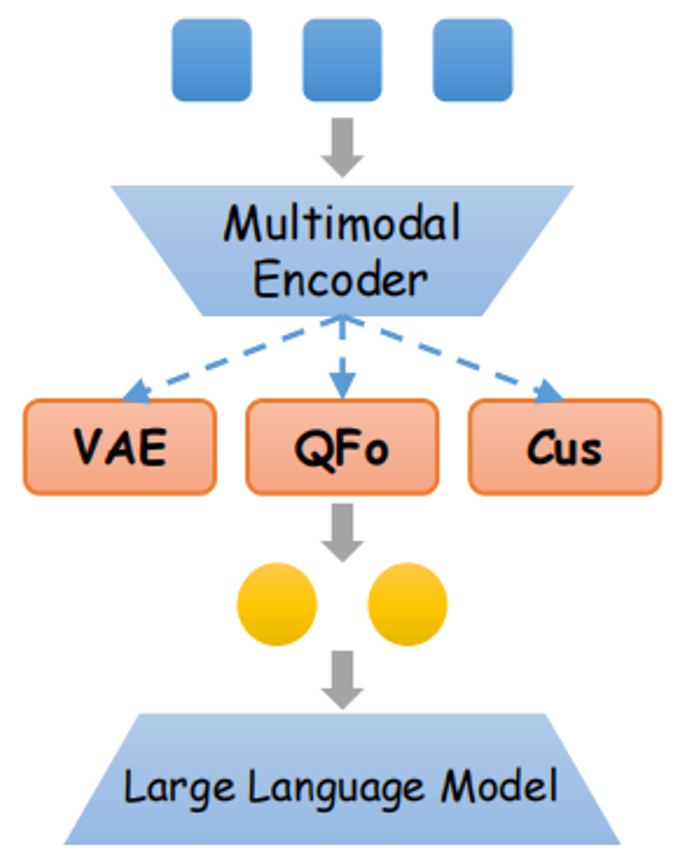 Multimodal
Encoder
VAE
QFo
Cus
Large Language Model